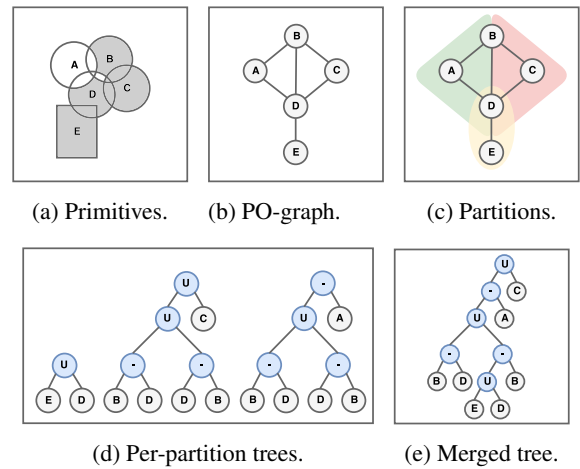 A B C D E
B
A C
D
E
B
A C
D
E
(a) Primitives. (b) PO-graph. (c) Partitions.
U -
U C U A
U - - - -
E D B D D B B D D B
U
- C
U A
- -
B D U B
E D
(d) Per-partition trees. (e) Merged tree.